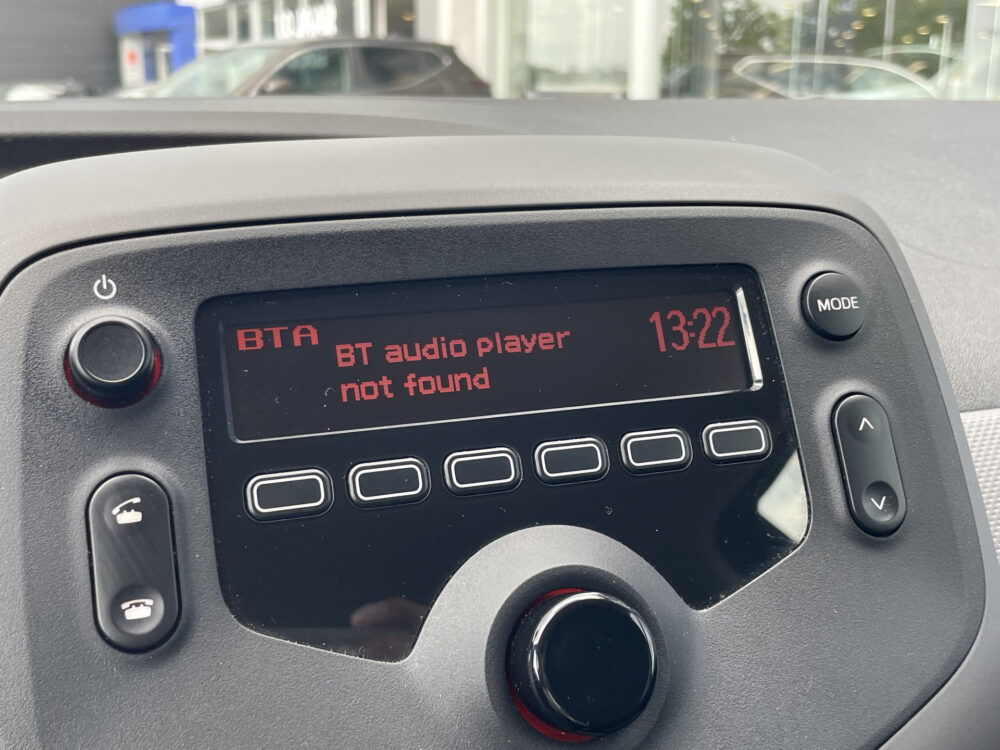 BTA
BT audio player
not found
13:22
MODE